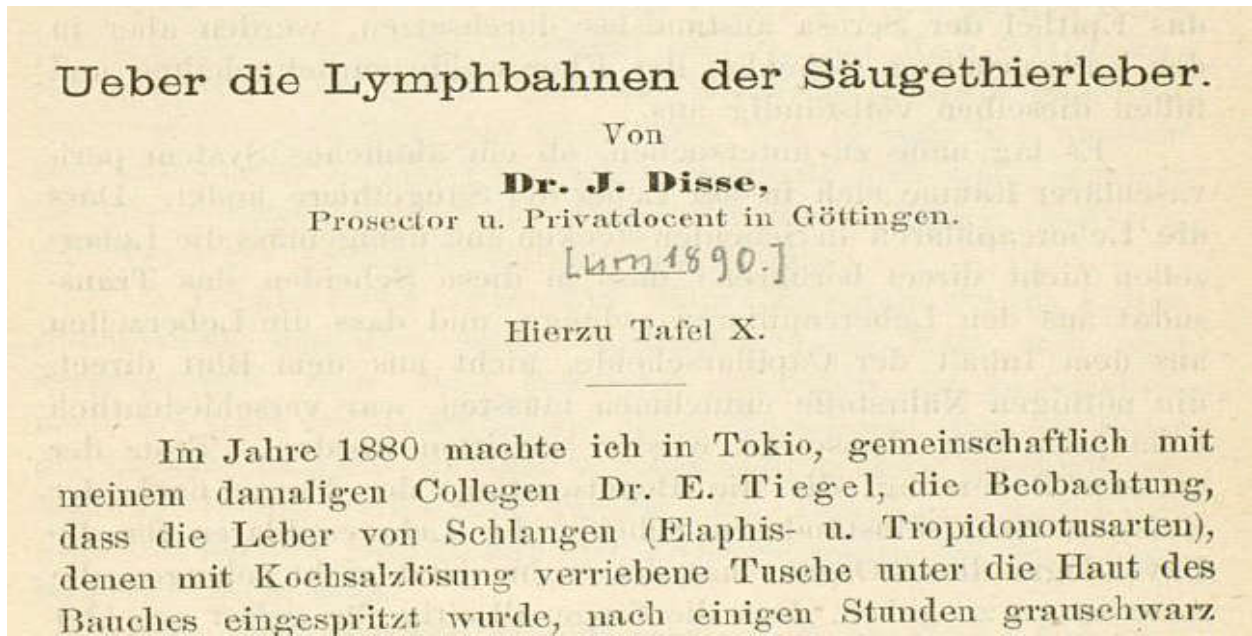 Ueber die Lymphbahnen der Säugethierleber.
Von
Dr. J. Disse,
Prosector u. Privatdocent in Göttingen.
[um 1890.]
Hierzu Tafel X.
Im Jahre 1880 machte ich in Tokio, gemeinschaftlich mit
meinem damaligen Collegen Dr. E. Tiegel, die Beobachtung,
dass die Leber von Schlangen (Elaphis- u. Tropidonotusarten),
denen mit Kochsalzlösung verriebene Tusche unter die Haut des
Bauches eingespritzt wurde, nach einigen Stunden grauschwarz